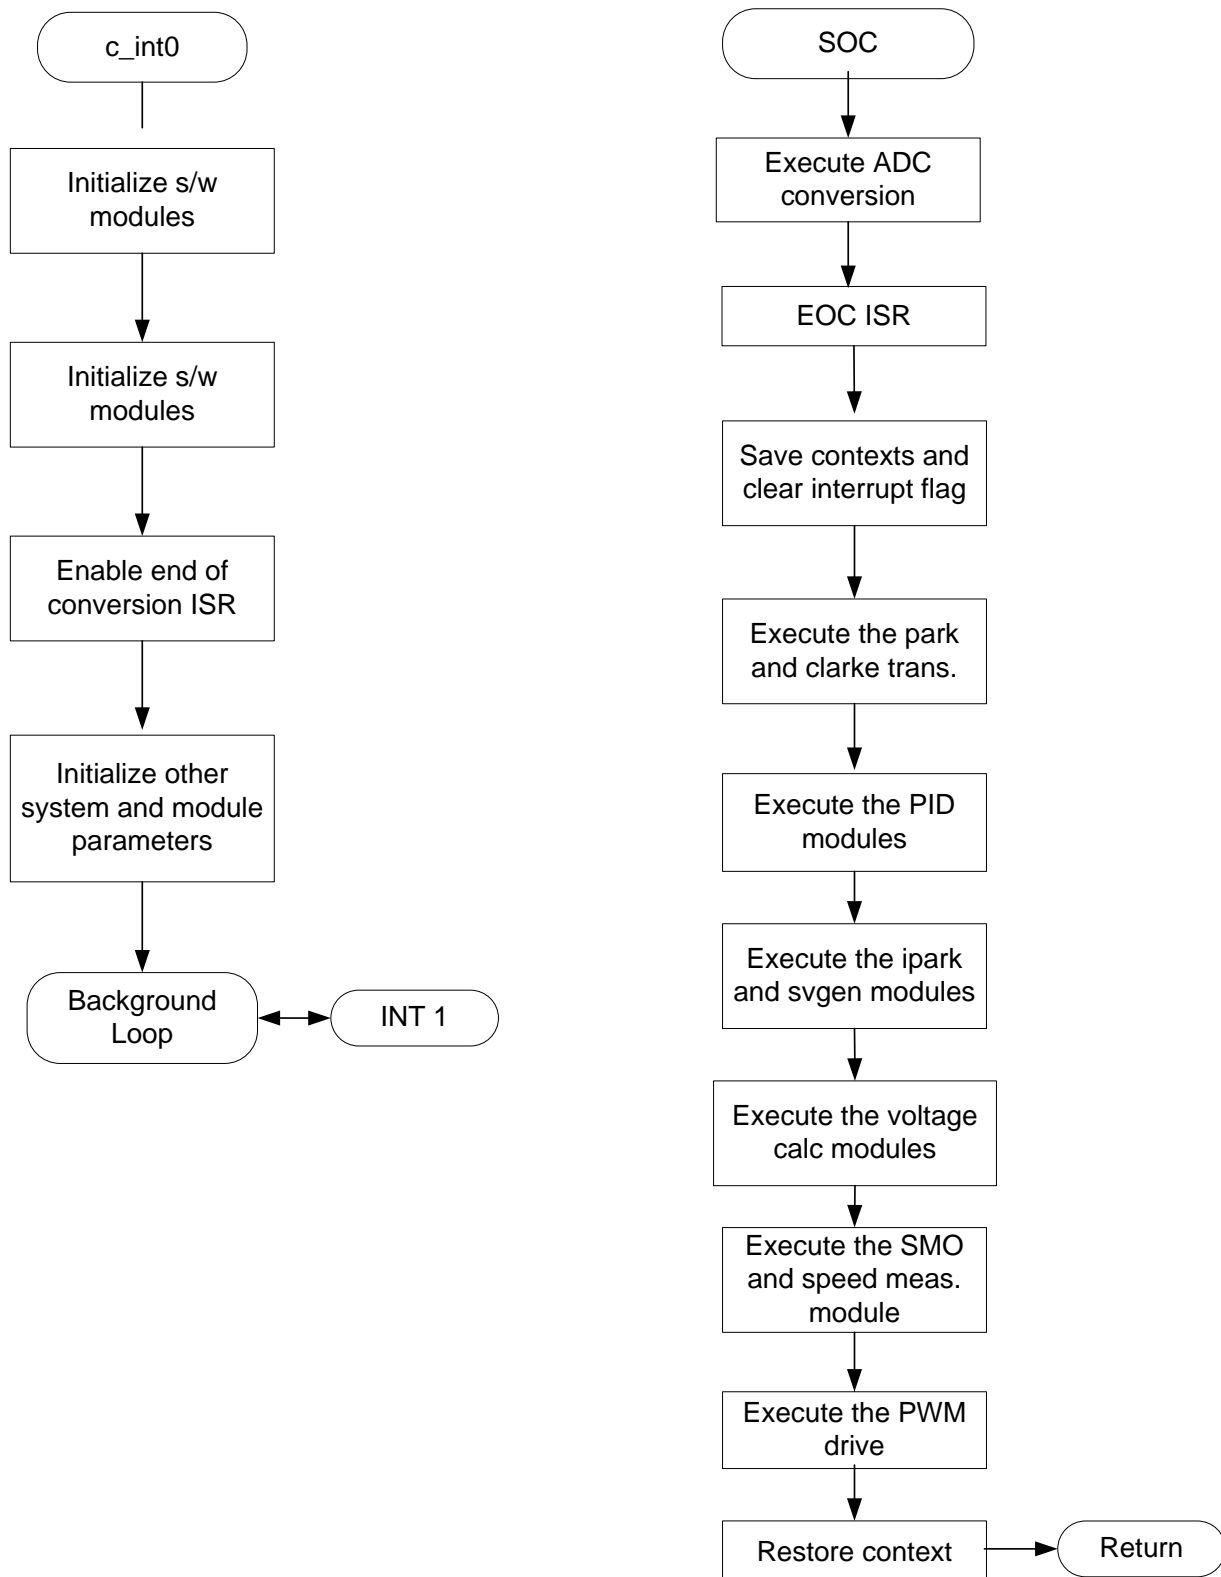 c_int0
Initialize s/w
modules
Initialize s/w
modules
Enable end of
conversion ISR
Initialize other
system and module
parameters
Background
Loop
INT 1
SOC
Execute ADC
conversion
EOC ISR
Save contexts and
clear interrupt flag
Execute the park
and clarke trans.
Execute the PID
modules
Execute the ipark
and svgen modules
Execute the voltage
calc modules
Execute the SMO
and speed meas.
module
Execute the PWM
drive
Restore context
Return